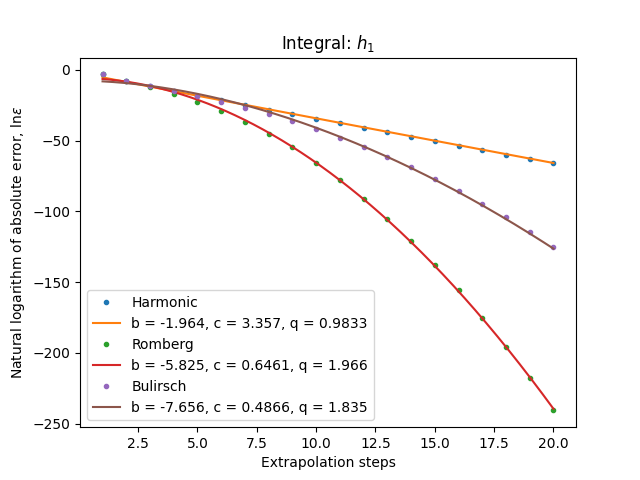 Integral: h₁
Natural logarithm of absolute error, lnε
0
−50
−100
−150
−200
−250
Harmonic
b = -1.964, c = 3.357, q = 0.9833
Romberg
b = -5.825, c = 0.6461, q = 1.966
Bulirsch
b = -7.656, c = 0.4866, q = 1.835
2.5 5.0 7.5 10.0 12.5 15.0 17.5 20.0
Extrapolation steps